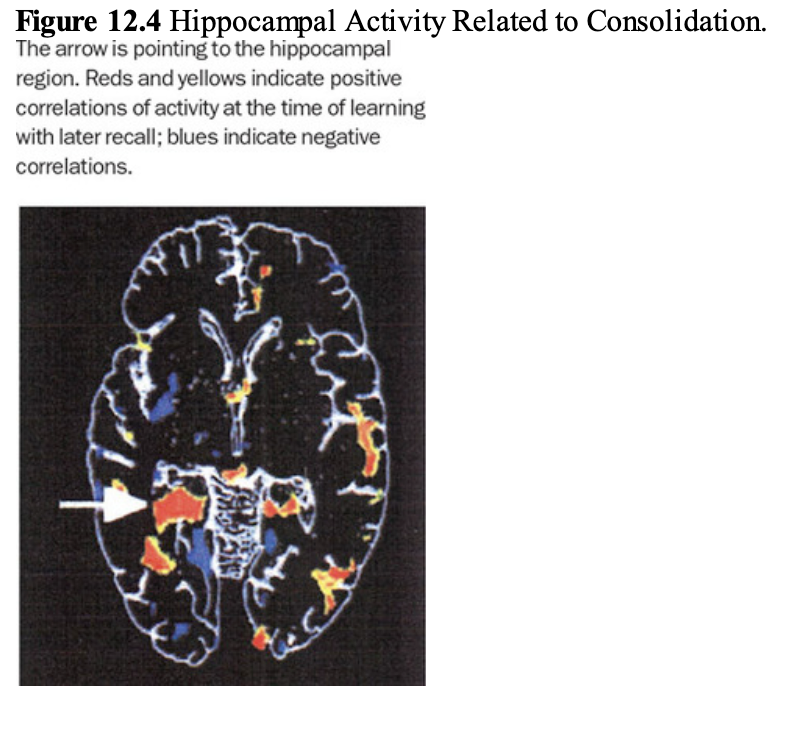 Figure 12.4 Hippocampal Activity Related to Consolidation.
The arrow is pointing to the hippocampal
region. Reds and yellows indicate positive
correlations of activity at the time of learning
with later recall; blues indicate negative
correlations.